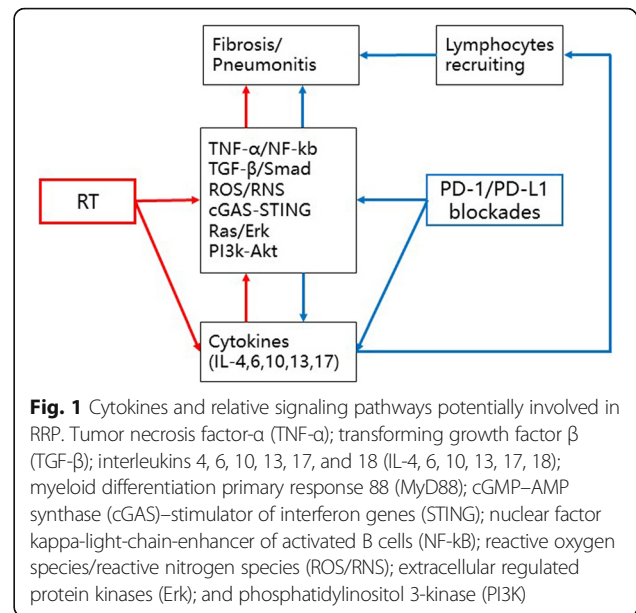 Fibrosis/
Pneumonitis
Lymphocytes
recruiting
TNF-α/NF-kb
TGF-β/Smad
ROS/RNS
cGAS-STING
Ras/Erk
PI3k-Akt
RT
PD-1/PD-L1
blockades
Cytokines
(IL-4,6,10,13,17)
Fig. 1 Cytokines and relative signaling pathways potentially involved in
RRP. Tumor necrosis factor-α (TNF-α); transforming growth factor β
(TGF-β); interleukins 4, 6, 10, 13, 17, and 18 (IL-4, 6, 10, 13, 17, 18);
myeloid differentiation primary response 88 (MyD88); cGMP–AMP
synthase (cGAS)–stimulator of interferon genes (STING); nuclear factor
kappa-light-chain-enhancer of activated B cells (NF-kB); reactive oxygen
species/reactive nitrogen species (ROS/RNS); extracellular regulated
protein kinases (Erk); and phosphatidylinositol 3-kinase (PI3K)